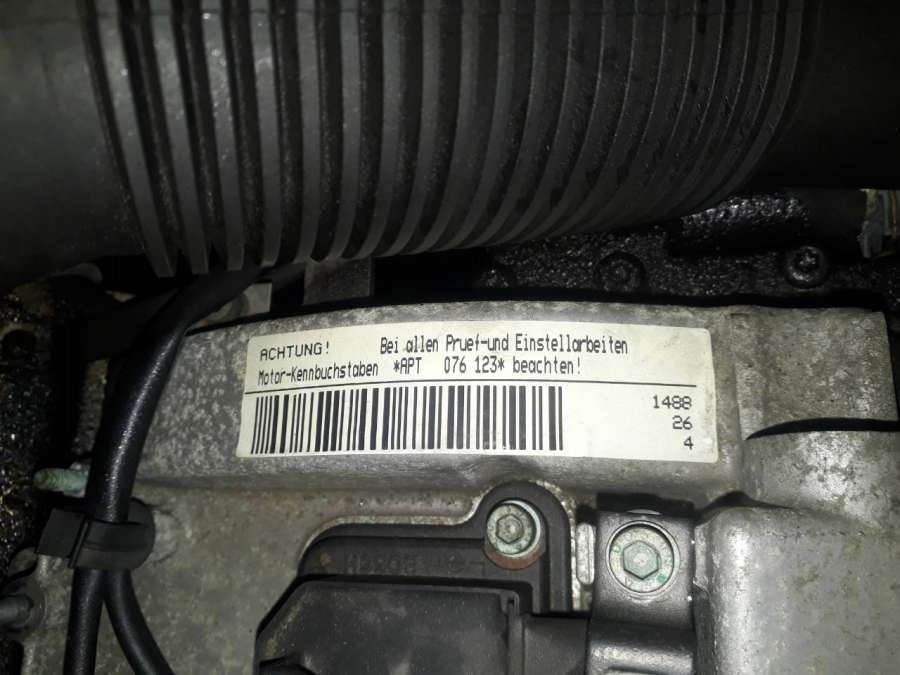 ACHTUNG! Bei allen Pruef-und Einstellarbeiten
Motor-Kennbuchstaben *APT 076 123* beachten!
1488
26
4